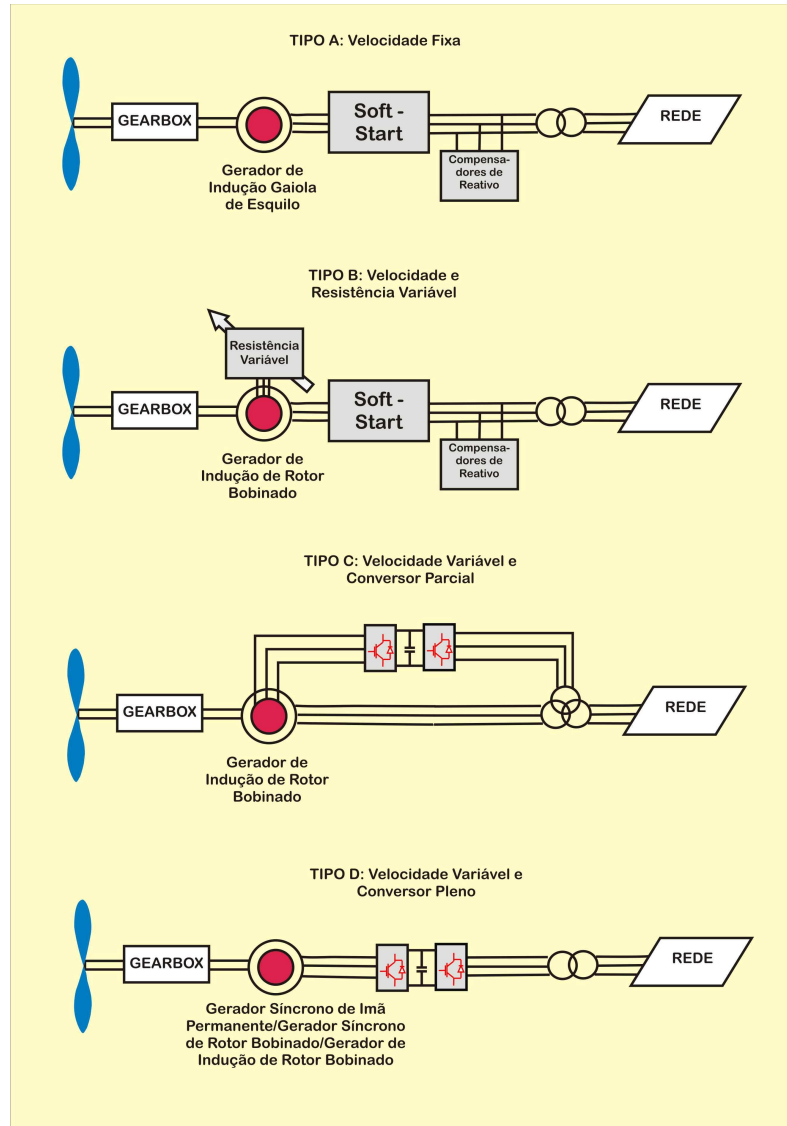 TIPO A: Velocidade Fixa
GEARBOX
Soft -
Start
REDE
Compensa-
dores de
Reativo
Gerador de
Indução Gaiola
de Esquilo
TIPO B: Velocidade e
Resistência Variável
Resistência
Variável
GEARBOX
Soft -
Start
REDE
Compensa-
dores de
Reativo
Gerador de
Indução de Rotor
Bobinado
TIPO C: Velocidade Variável e
Conversor Parcial
GEARBOX
REDE
Gerador de
Indução de Rotor
Bobinado
TIPO D: Velocidade Variável e
Conversor Pleno
GEARBOX
REDE
Gerador Síncrono de Imã
Permanente/Gerador Síncrono
de Rotor Bobinado/Gerador de
Indução de Rotor Bobinado